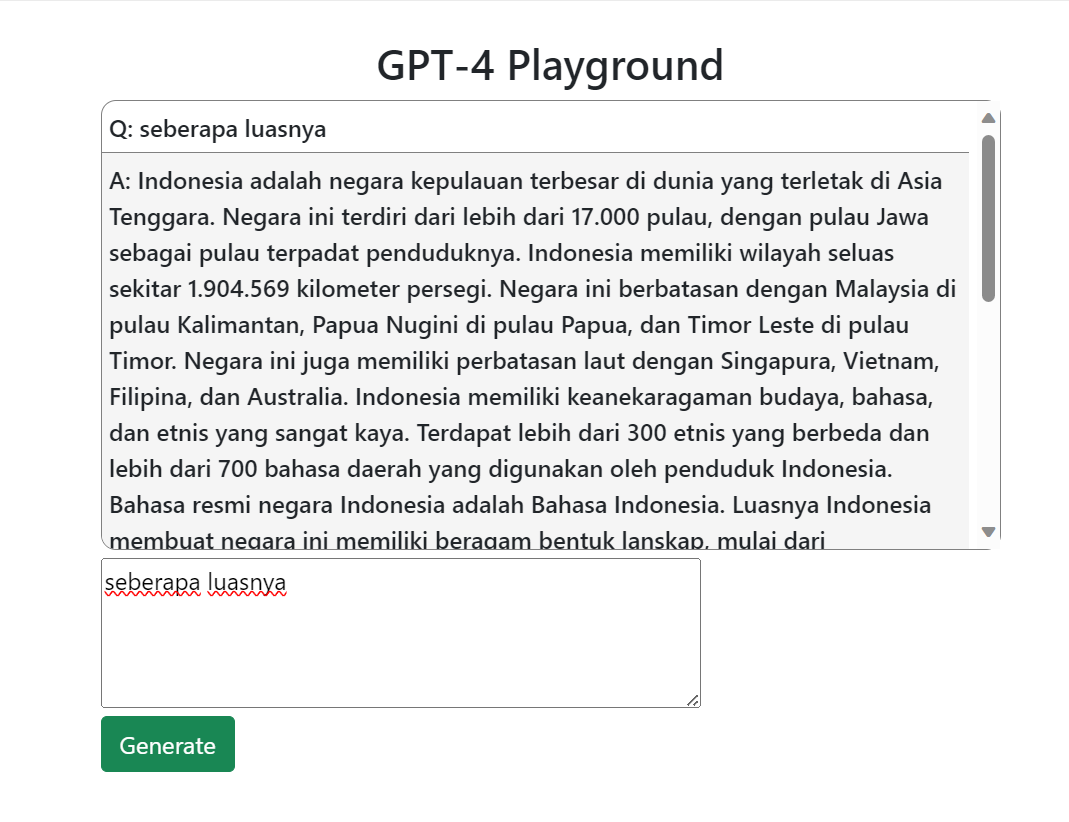 GPT-4 Playground
Q: seberapa luasnya
A: Indonesia adalah negara kepulauan terbesar di dunia yang terletak di Asia
Tenggara. Negara ini terdiri dari lebih dari 17.000 pulau, dengan pulau Jawa
sebagai pulau terpadat penduduknya. Indonesia memiliki wilayah seluas
sekitar 1.904.569 kilometer persegi. Negara ini berbatasan dengan Malaysia di
pulau Kalimantan, Papua Nugini di pulau Papua, dan Timor Leste di pulau
Timor. Negara ini juga memiliki perbatasan laut dengan Singapura, Vietnam,
Filipina, dan Australia. Indonesia memiliki keanekaragaman budaya, bahasa,
dan etnis yang sangat kaya. Terdapat lebih dari 300 etnis yang berbeda dan
lebih dari 700 bahasa daerah yang digunakan oleh penduduk Indonesia.
Bahasa resmi negara Indonesia adalah Bahasa Indonesia. Luasnya Indonesia
membuat negara ini memiliki beragam bentuk lanskap, mulai dari
seberapa luasnya
Generate